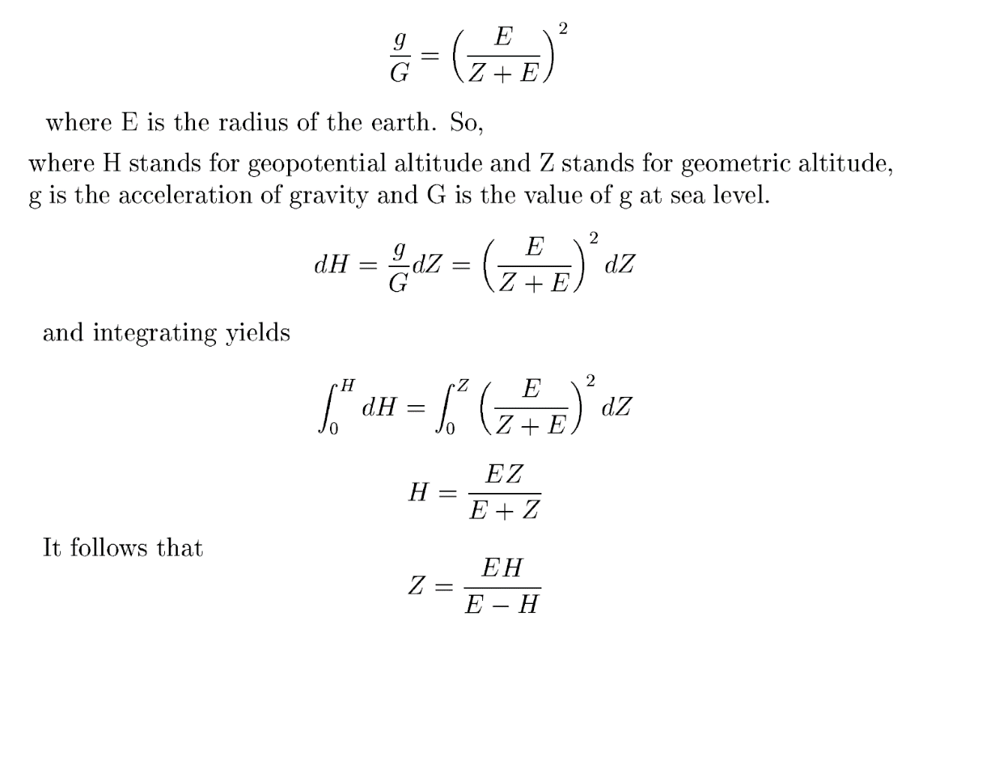 $$\frac{g}{G} = \left(\frac{E}{Z+E}\right)^2$$
where E is the radius of the earth. So,
where H stands for geopotential altitude and Z stands for geometric altitude,
g is the acceleration of gravity and G is the value of g at sea level.
$$dH = \frac{g}{G}dZ = \left(\frac{E}{Z+E}\right)^2 dZ$$
and integrating yields
$$\int_0^H dH = \int_0^Z \left(\frac{E}{Z+E}\right)^2 dZ$$
$$H = \frac{EZ}{E+Z}$$
It follows that
$$Z = \frac{EH}{E-H}$$